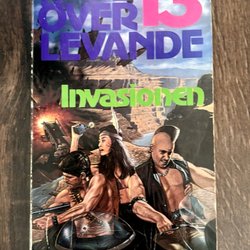 ÖVER 13
LEVANDE
Invasionen